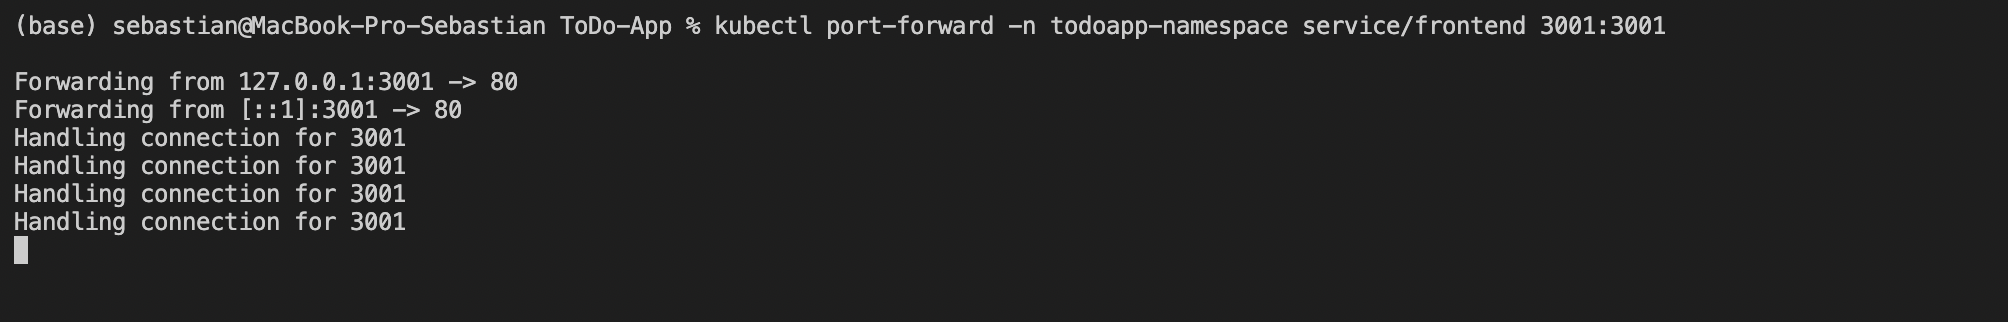 (base) sebastian@MacBook-Pro-Sebastian ToDo-App % kubectl port-forward -n todoapp-namespace service/frontend 3001:3001
Forwarding from 127.0.0.1:3001 -> 80
Forwarding from [::1]:3001 -> 80
Handling connection for 3001
Handling connection for 3001
Handling connection for 3001
Handling connection for 3001